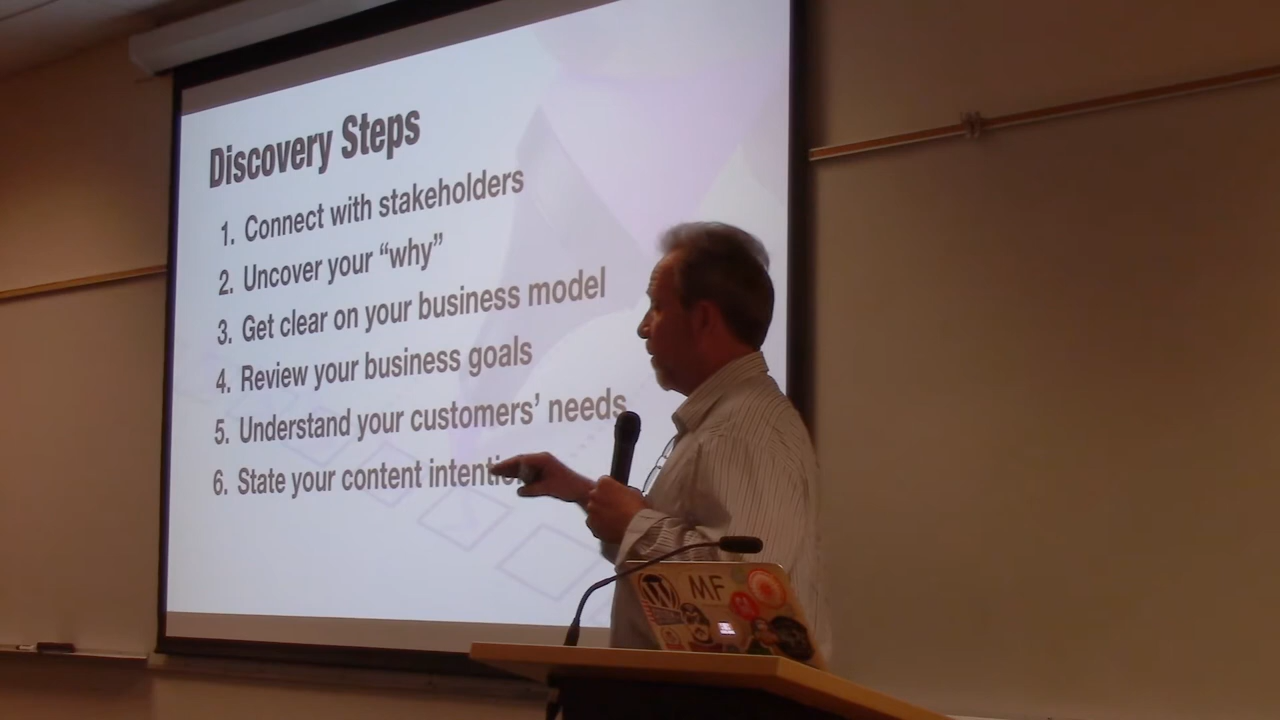 Discovery Steps
1. Connect with stakeholders
2. Uncover your “why”
3. Get clear on your business model
4. Review your business goals
5. Understand your customers’ needs
6. State your content
W MF